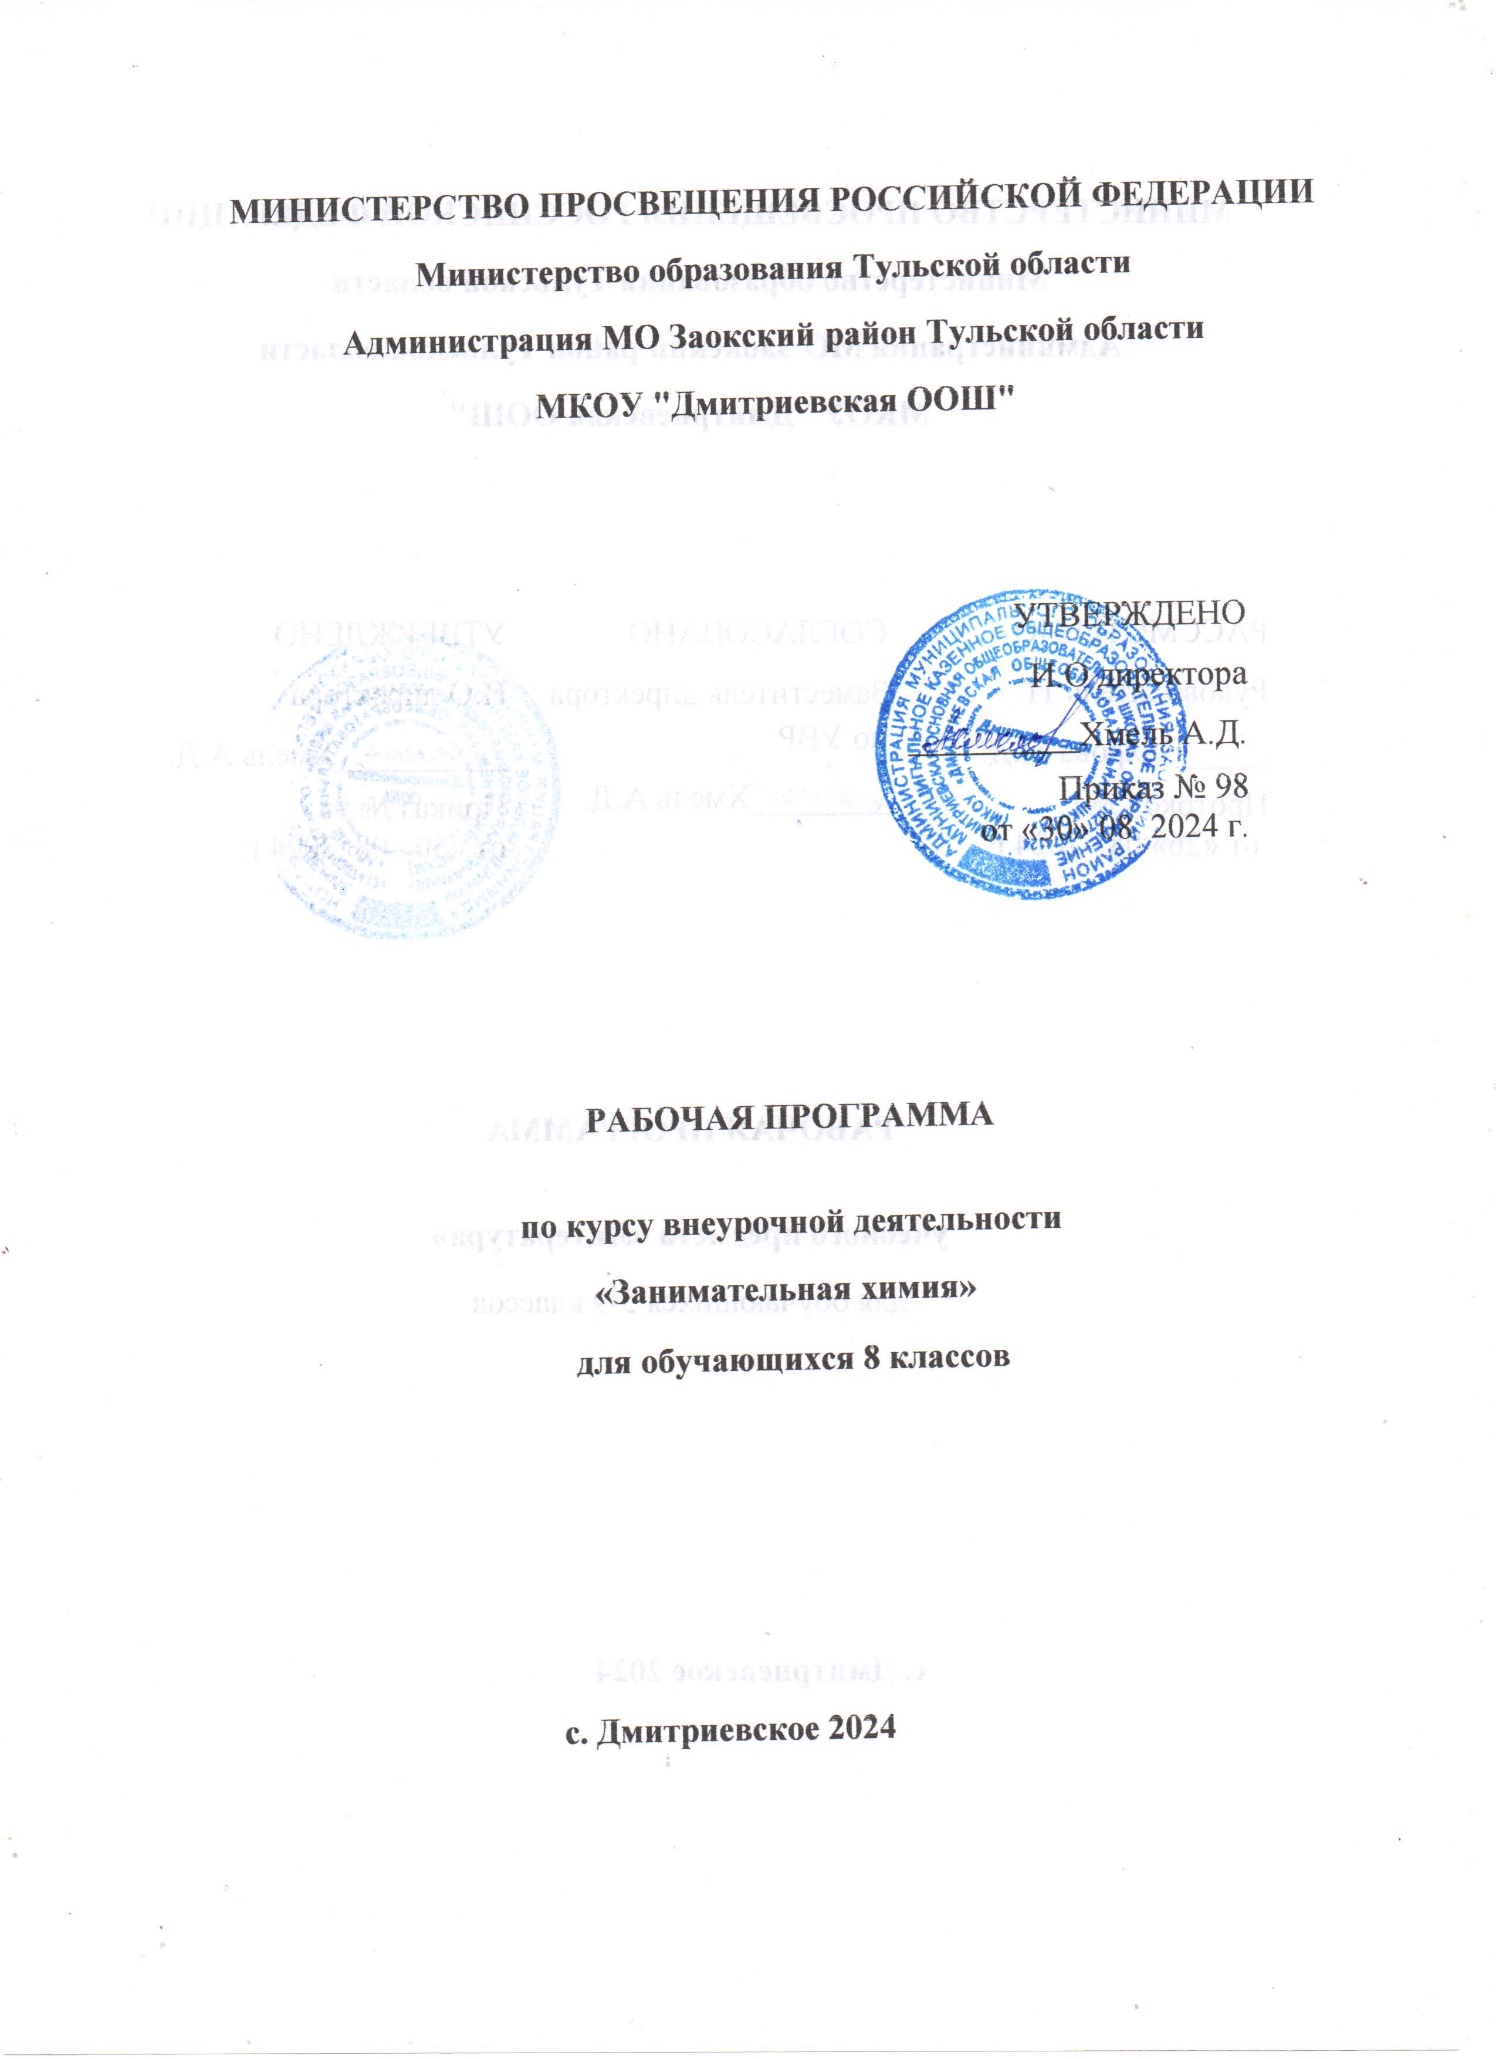 МИНИСТЕРСТВО ПРОСВЕЩЕНИЯ РОССИЙСКОЙ ФЕДЕРАЦИИ
Министерство образования Тульской области
Администрация МО Заокский район Тульской области
МКОУ "Дмитриевская ООШ"
УТВЕРЖДЕНО
И.О директора
Хмель А.Д.
Приказ № 98
от «30» 08. 2024 г.
РАБОЧАЯ ПРОГРАММА
по курсу внеурочной деятельности
«Занимательная химия»
для обучающихся 8 классов
с. Дмитриевское 2024